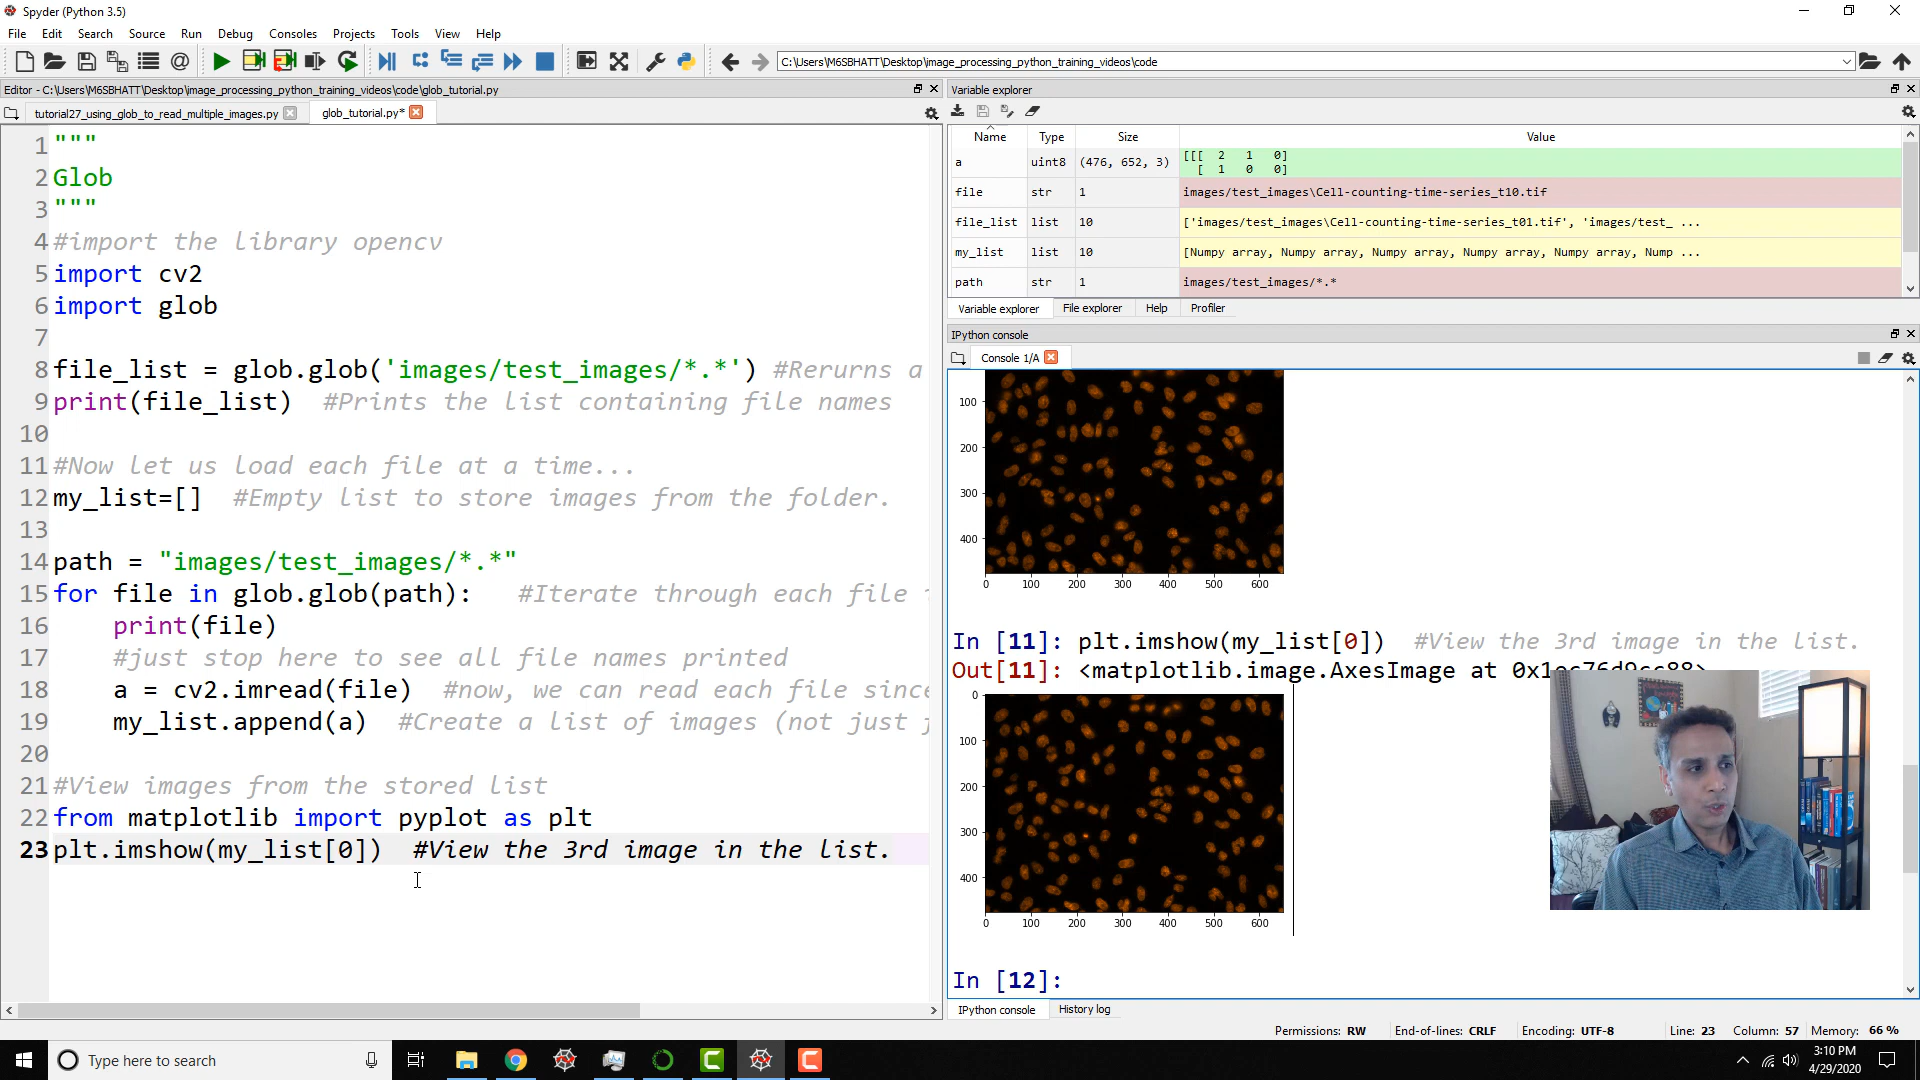 Spyder (Python 3.5)
File Edit Search Source Run Debug Consoles Projects Tools View Help
C:\Users\M6SBHATT\Desktop\image_processing_python_training_videos\code
Editor - C:\Users\M6SBHATT\Desktop\image_processing_python_training_videos\code\glob_tutorial.py
tutorial27_using_glob_to_read_multiple_images.py glob_tutorial.py*
1 """
2 Glob
3 """
4 #import the library opencv
5 import cv2
6 import glob
7
8 file_list = glob.glob('images/test_images/*.*') #Rerurns a
9 print(file_list)  #Prints the list containing file names
10
11 #Now let us load each file at a time...
12 my_list=[]  #Empty list to store images from the folder.
13
14 path = "images/test_images/*.*"
15 for file in glob.glob(path):   #Iterate through each file
16     print(file)
17     #just stop here to see all file names printed
18     a = cv2.imread(file)  #now, we can read each file since
19     my_list.append(a)  #Create a list of images (not just
20
21 #View images from the stored list
22 from matplotlib import pyplot as plt
23 plt.imshow(my_list[0])  #View the 3rd image in the list.
Variable explorer
Name Type Size Value
a uint8 (476, 652, 3) [[[ 2 1 0]
[ 1 0 0]
file str 1 images/test_images\Cell-counting-time-series_t10.tif
file_list list 10 ['images/test_images\Cell-counting-time-series_t01.tif', 'images/test_ ...
my_list list 10 [Numpy array, Numpy array, Numpy array, Numpy array, Numpy array, Nump ...
path str 1 images/test_images/*.*
Variable explorer File explorer Help Profiler
IPython console
Console 1/A
100
200
300
400
0 100 200 300 400 500 600
In [11]: plt.imshow(my_list[0])  #View the 3rd image in the list.
Out[11]: <matplotlib.image.AxesImage at
0
100
200
300
400
0 100 200 300 400 500 600
In [12]:
IPython console History log
Permissions: RW End-of-lines: CRLF Encoding: UTF-8 Line: 23 Column: 57 Memory: 66 %
Type here to search
3:10 PM
4/29/2020